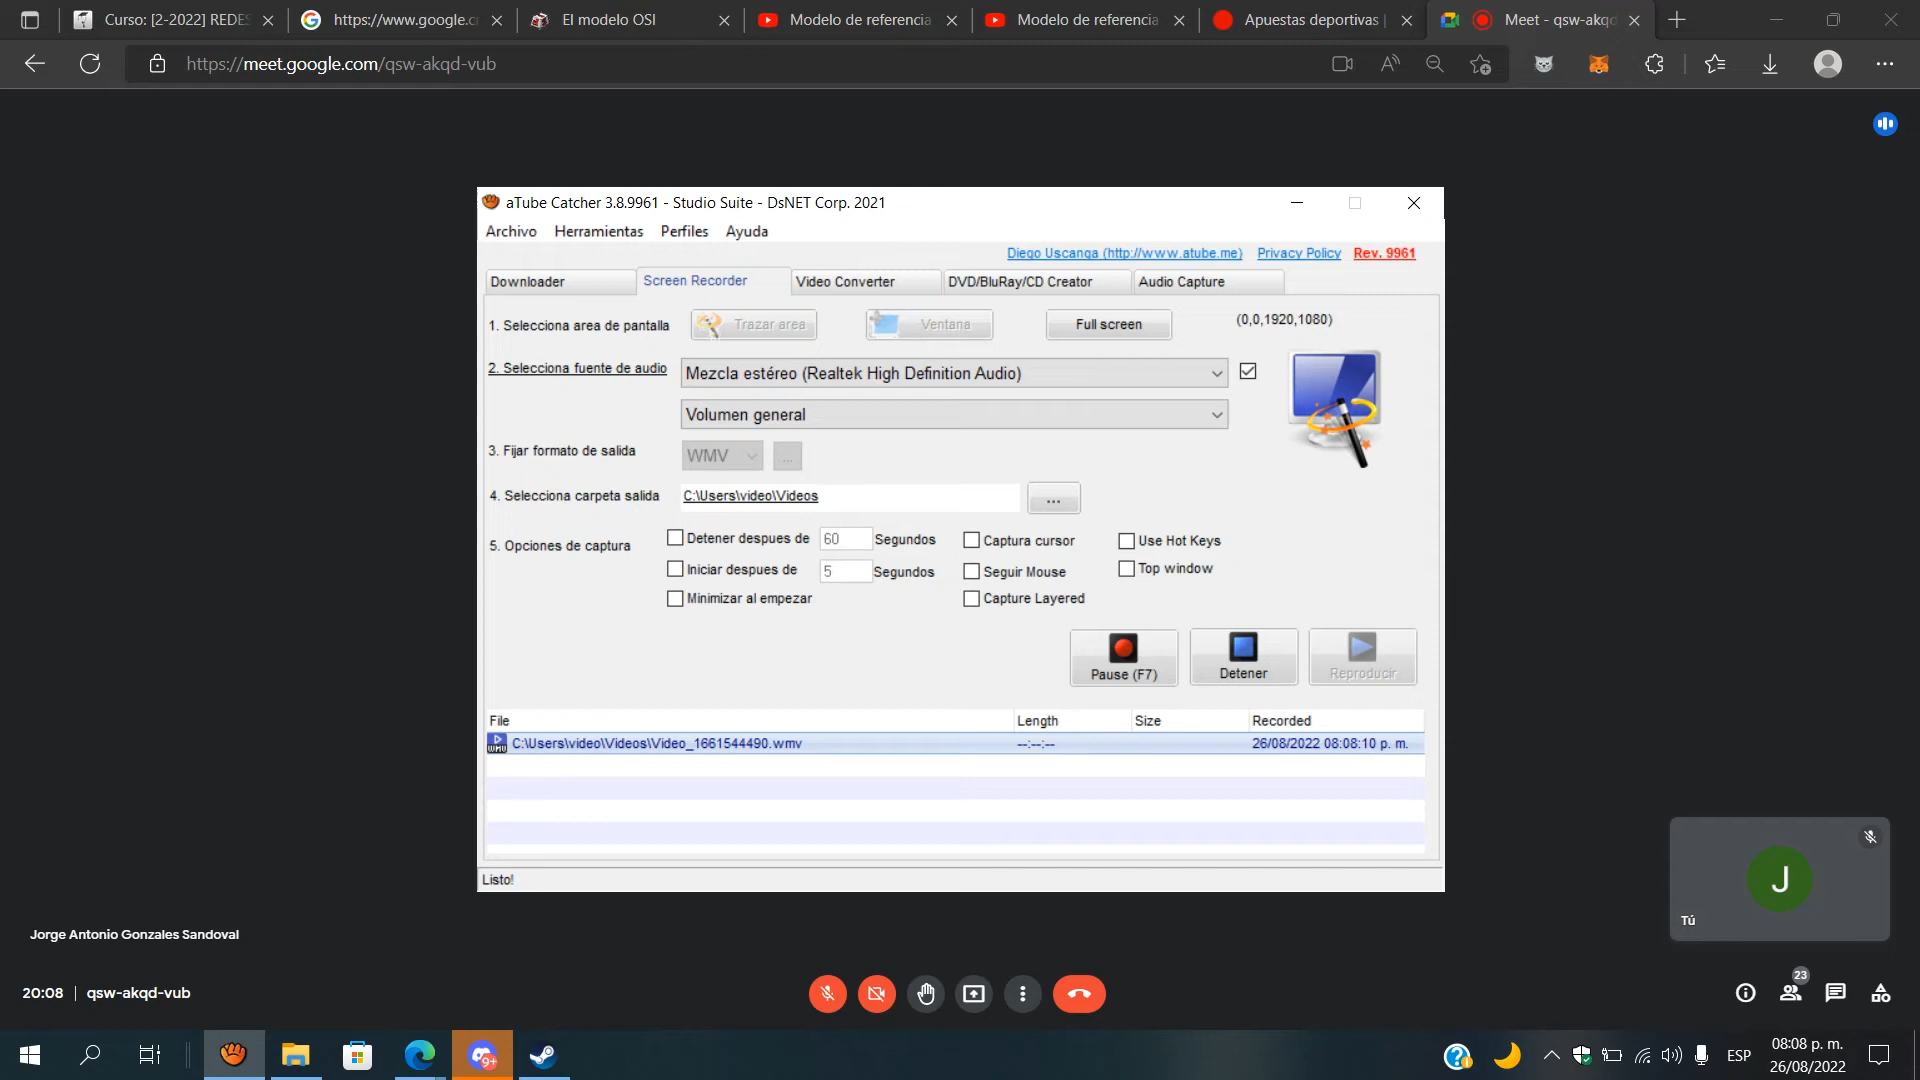 Curso: [2-2022] REDES
https://www.google.c
El modelo OSI
Modelo de referencia
Modelo de referencia
Apuestas deportivas |
Meet - qsw-akqd
https://meet.google.com/qsw-akqd-vub
aTube Catcher 3.8.9961 - Studio Suite - DsNET Corp. 2021
Archivo Herramientas Perfiles Ayuda
Diego Uscanga (http://www.atube.me) Privacy Policy Rev. 9961
Downloader Screen Recorder Video Converter DVD/BluRay/CD Creator Audio Capture
1. Selecciona area de pantalla Trazar area Ventana Full screen (0,0,1920,1080)
2. Selecciona fuente de audio Mezcla estéreo (Realtek High Definition Audio)
Volumen general
3. Fijar formato de salida WMV ...
4. Selecciona carpeta salida C:\Users\video\Videos ...
5. Opciones de captura
Detener despues de 60 Segundos Captura cursor Use Hot Keys
Iniciar despues de 5 Segundos Seguir Mouse Top window
Minimizar al empezar Capture Layered
Pause (F7) Detener Reproducir
File Length Size Recorded
WMV C:\Users\video\Videos\Video_1661544490.wmv --:--:-- 26/08/2022 08:08:10 p. m.
Listo!
J
Tú
Jorge Antonio Gonzales Sandoval
20:08 | qsw-akqd-vub
23
9+
ESP
08:08 p. m.
26/08/2022